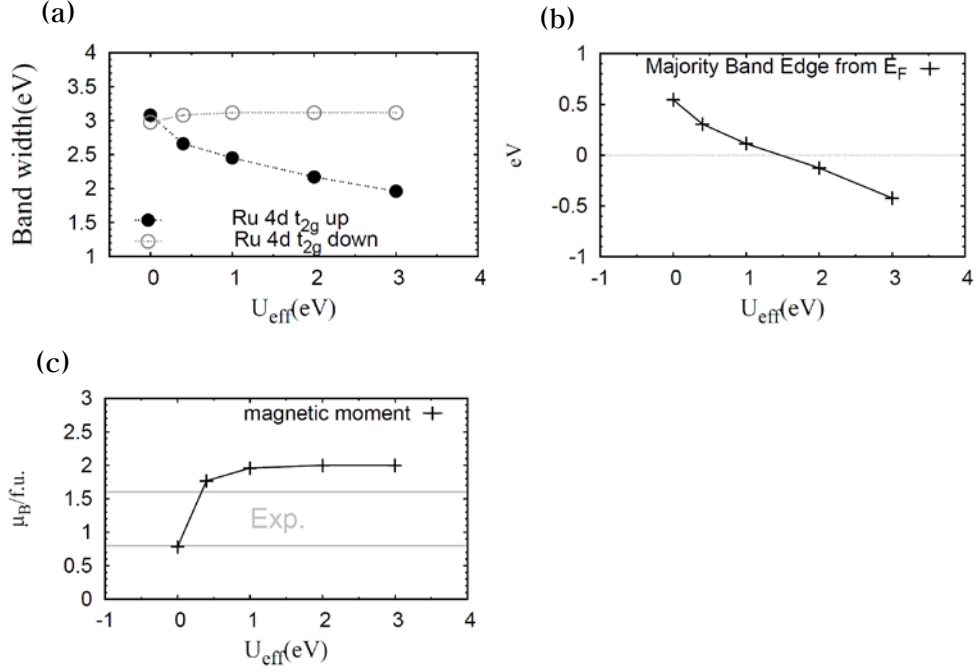 (a)
Band width(eV)
4
3.5
3
2.5
2
1.5
1
Ru 4d t2g up
Ru 4d t2g down
0 1 2 3 4
Ueff(eV)
(b)
eV
1
0.5
0
-0.5
-1
Majority Band Edge from EF
-1 0 1 2 3 4
Ueff(eV)
(c)
μB/f.u.
3
2.5
2
1.5
1
0.5
0
magnetic moment
Exp.
-1 0 1 2 3 4
Ueff(eV)